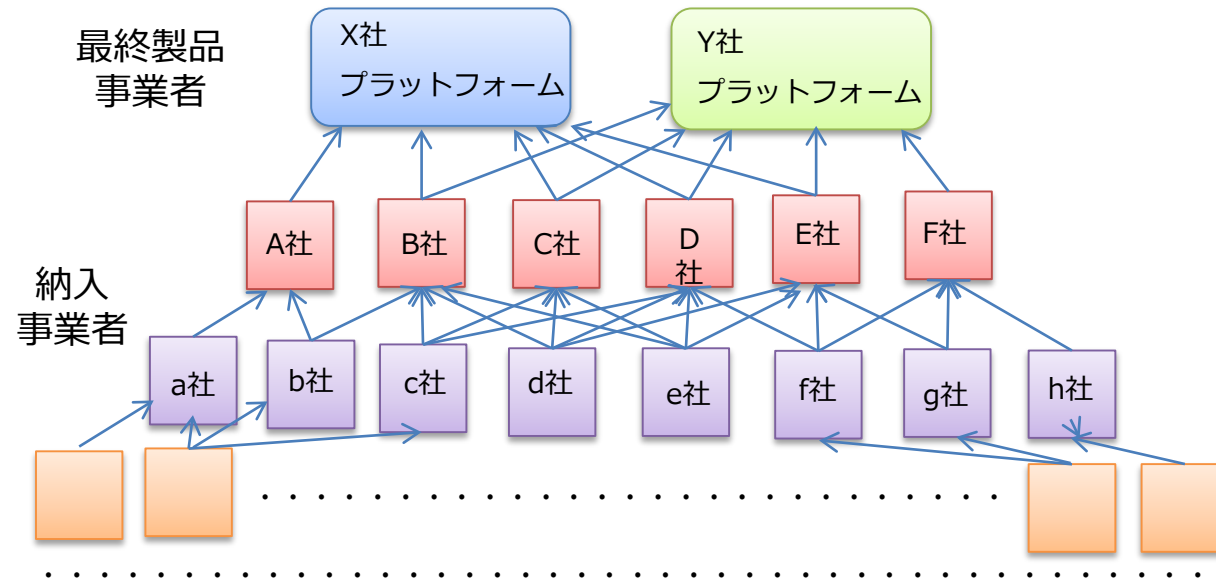 最終製品
事業者
X社
プラットフォーム
Y社
プラットフォーム
A社
B社
C社
D
社
E社
F社
納入
事業者
a社
b社
c社
d社
e社
f社
g社
h社